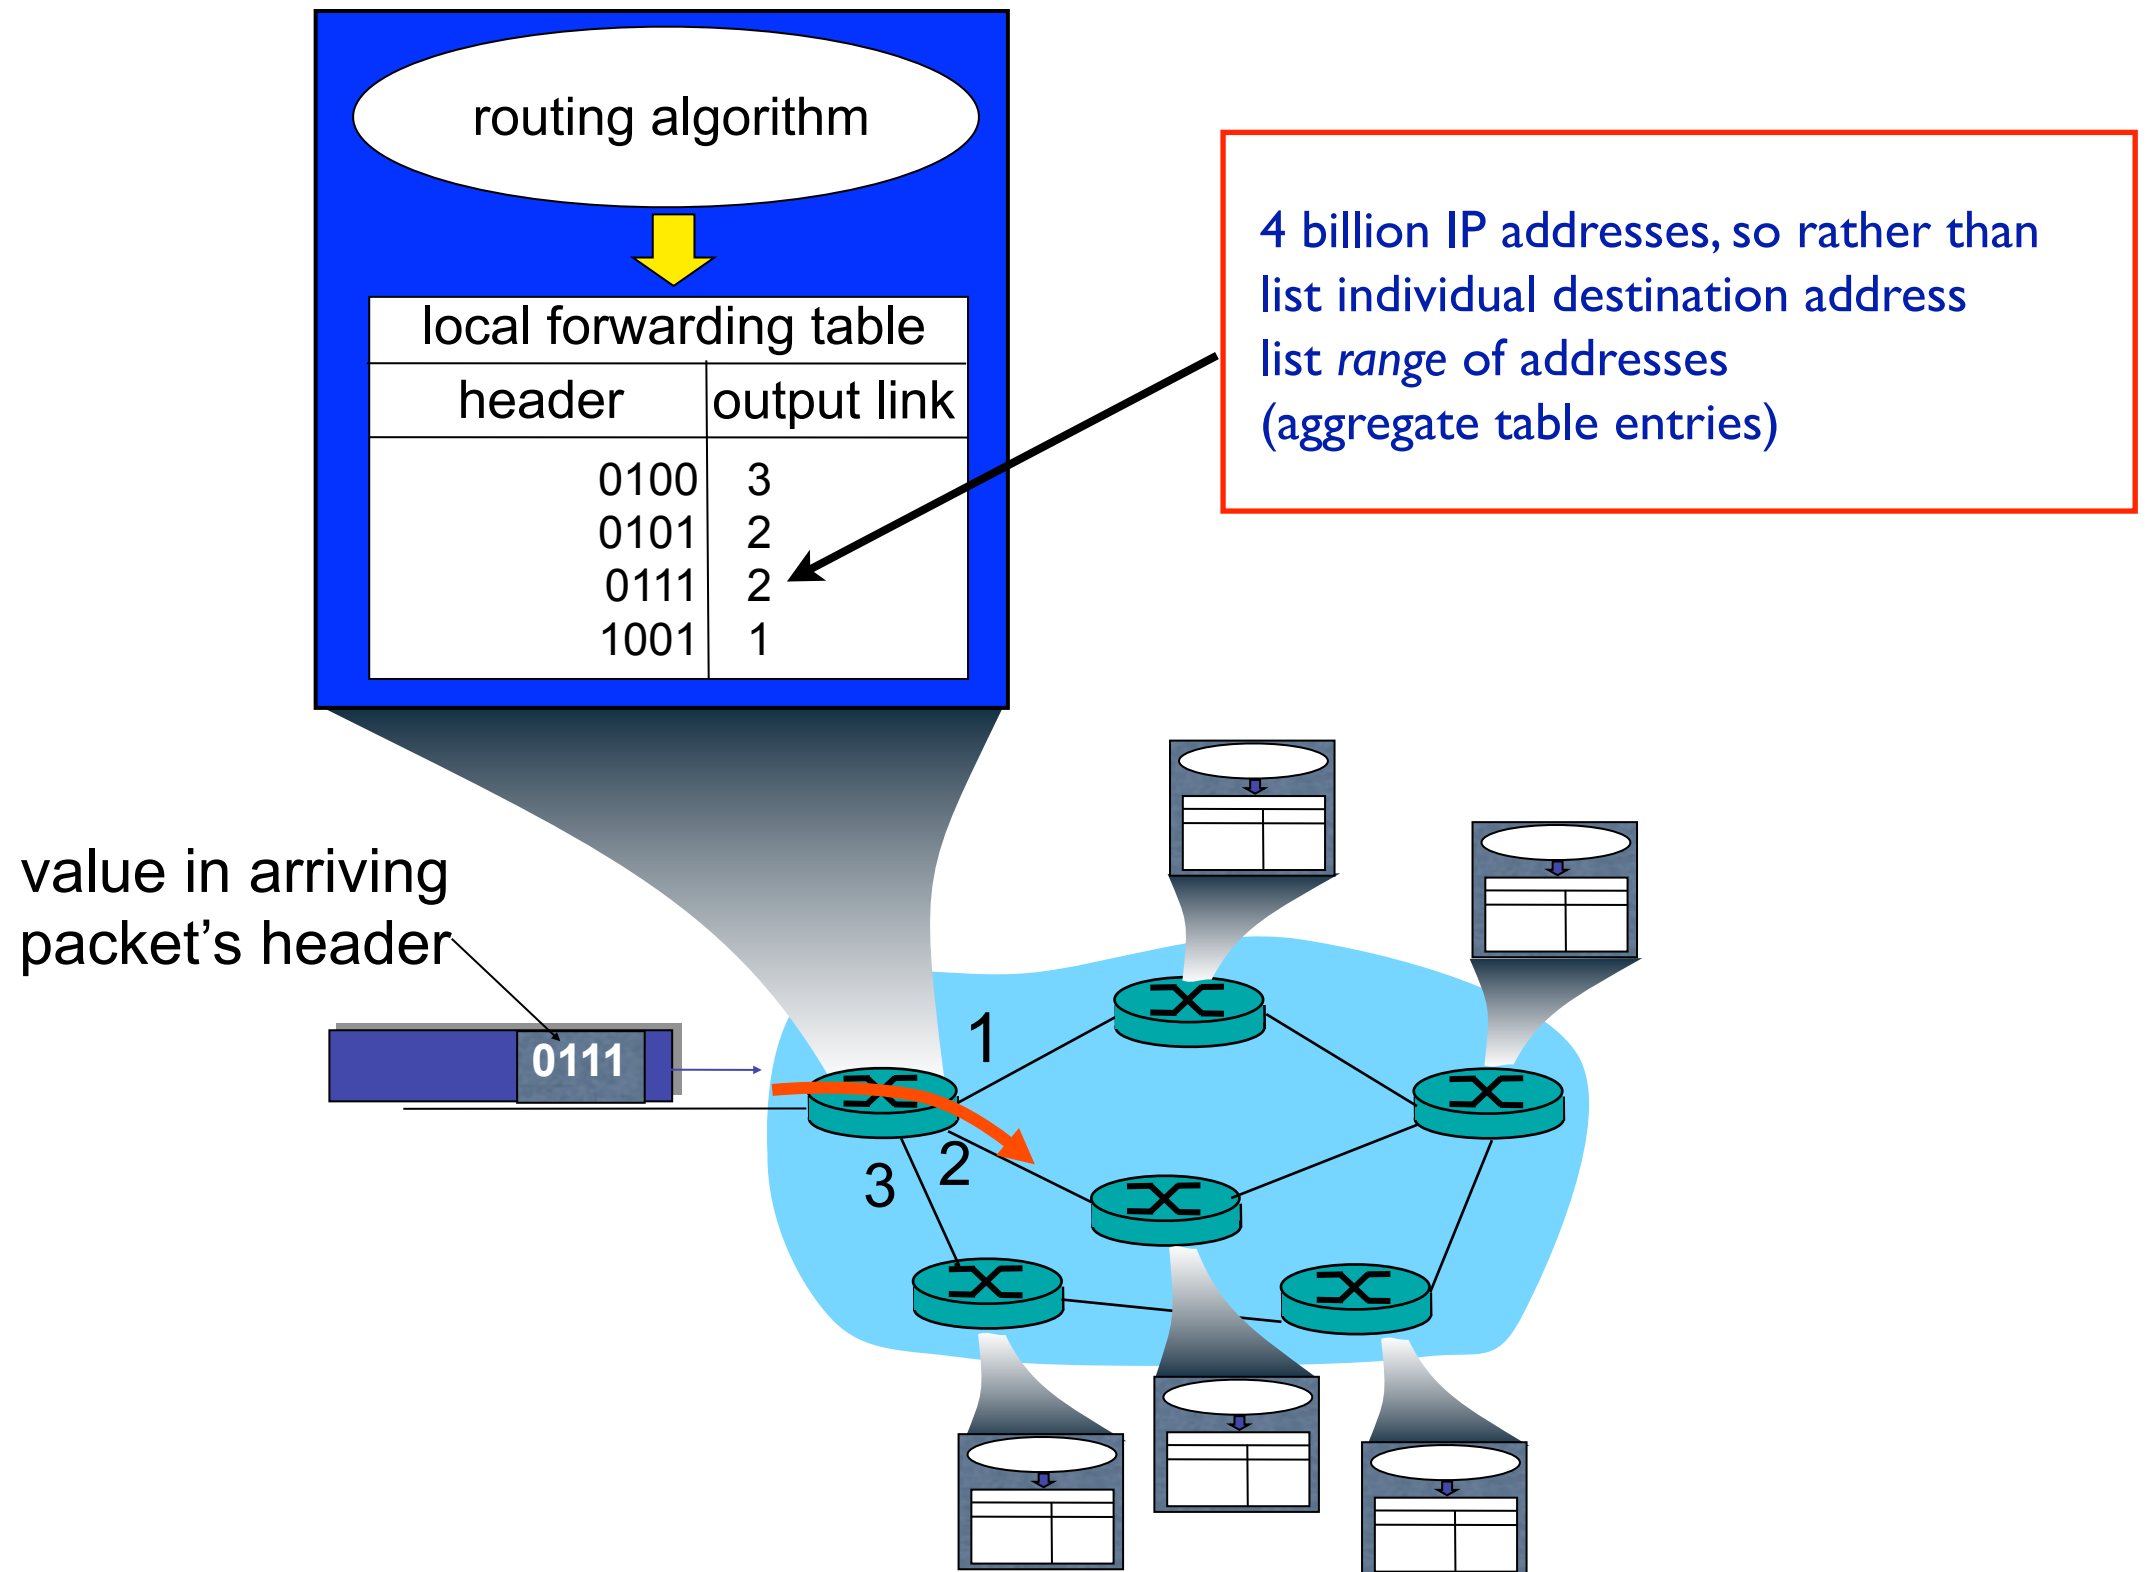 routing algorithm
local forwarding table
header output link
0100 3
0101 2
0111 2
1001 1
4 billion IP addresses, so rather than
list individual destination address
list range of addresses
(aggregate table entries)
value in arriving
packet’s header
0111
1
2
3